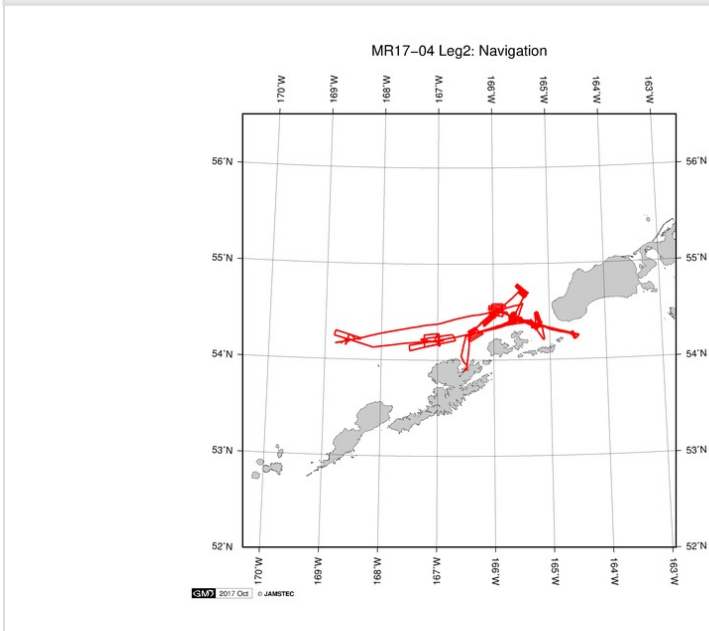 MR17−04 Leg2: Navigation
170˚W 169˚W 168˚W 167˚W 166˚W 165˚W 164˚W 163˚W
56˚N 56˚N
55˚N 55˚N
54˚N 54˚N
53˚N 53˚N
52˚N 52˚N
170˚W 169˚W 168˚W 167˚W 166˚W 165˚W 164˚W 163˚W
GMD 2017 Oct © JAMSTEC